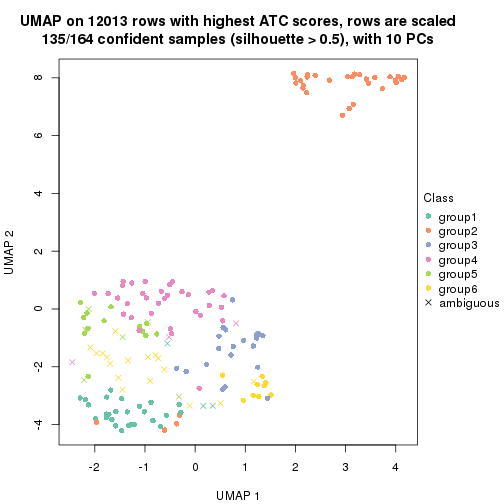 UMAP on 12013 rows with highest ATC scores, rows are scaled
135/164 confident samples (silhouette > 0.5), with 10 PCs
8
6
4
2
0
-2
-4
UMAP 2
-2
-1
0
1
2
3
4
UMAP 1
Class
group1
group2
group3
group4
group5
group6
ambiguous